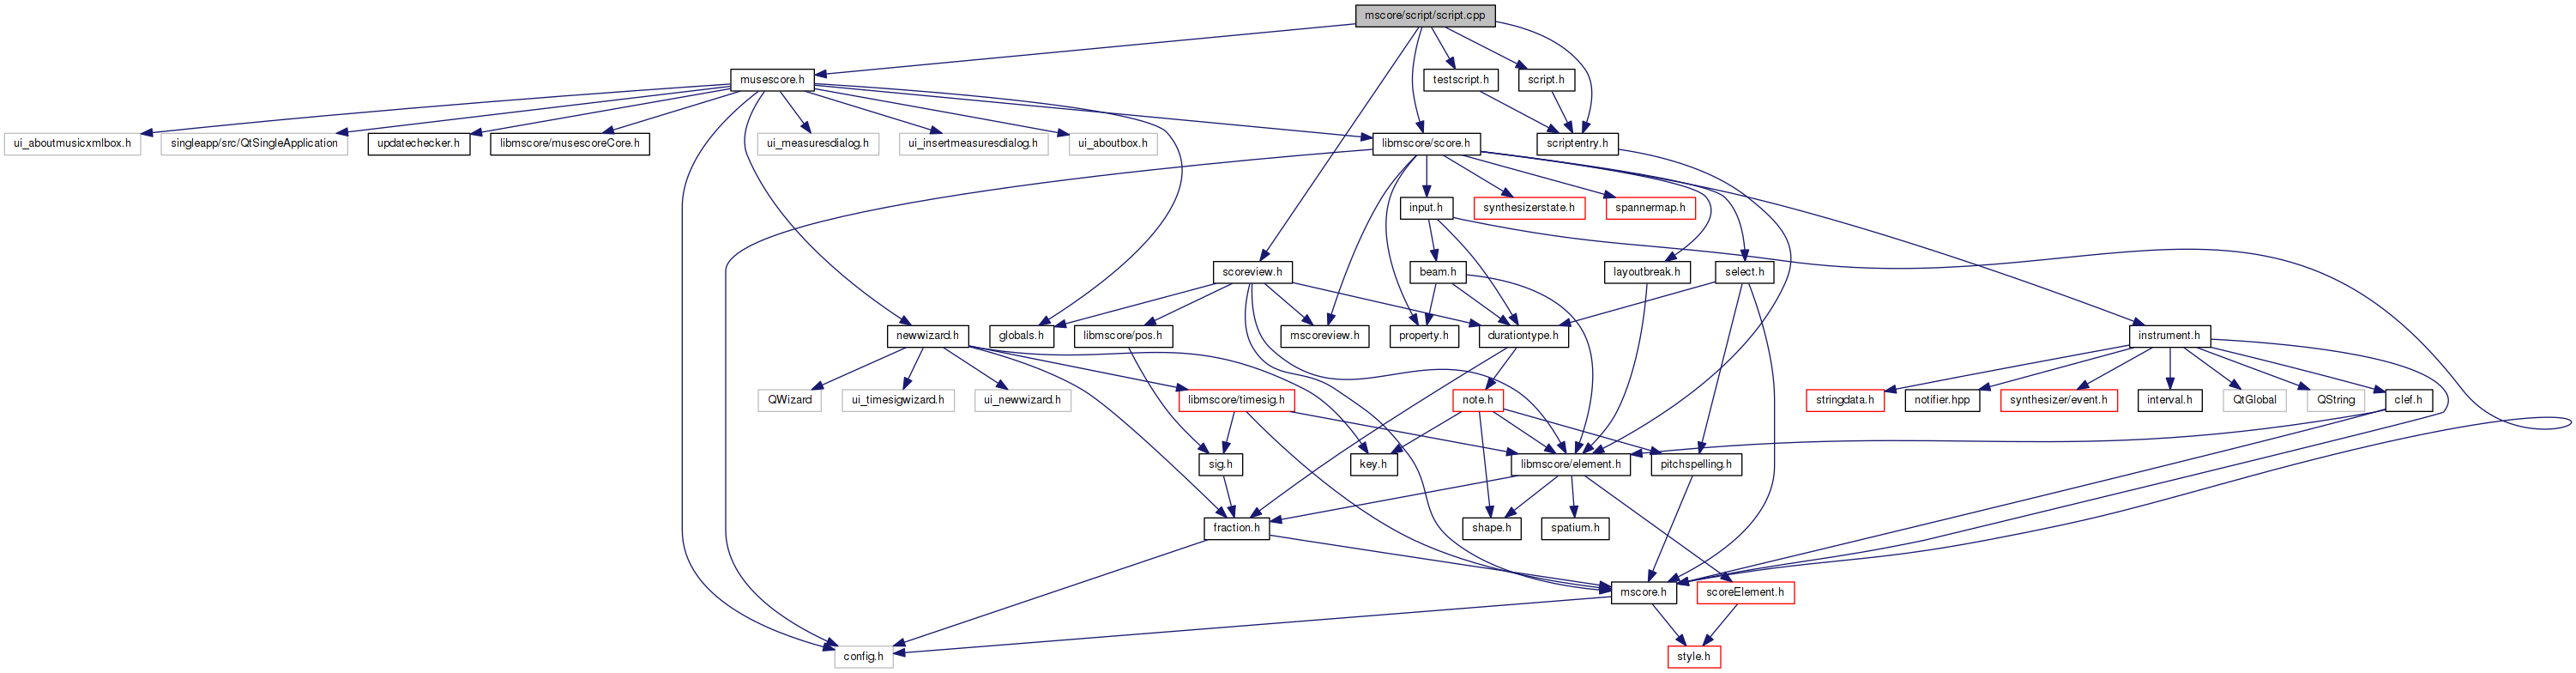 mscore/script/script.cpp
musescore.h
testscript.h
script.h
ui_aboutmusicxmlbox.h
singleapp/src/QtSingleApplication
updatechecker.h
libmscore/musescoreCore.h
ui_measuresdialog.h
ui_insertmeasuresdialog.h
ui_aboutbox.h
libmscore/score.h
scriptentry.h
input.h
synthesizerstate.h
spannermap.h
scoreview.h
beam.h
layoutbreak.h
select.h
newwizard.h
globals.h
libmscore/pos.h
mscoreview.h
property.h
durationtype.h
instrument.h
QWizard
ui_timesigwizard.h
ui_newwizard.h
libmscore/timesig.h
note.h
stringdata.h
notifier.hpp
synthesizer/event.h
interval.h
QtGlobal
QString
clef.h
sig.h
key.h
libmscore/element.h
pitchspelling.h
fraction.h
shape.h
spatium.h
mscore.h
scoreElement.h
config.h
style.h